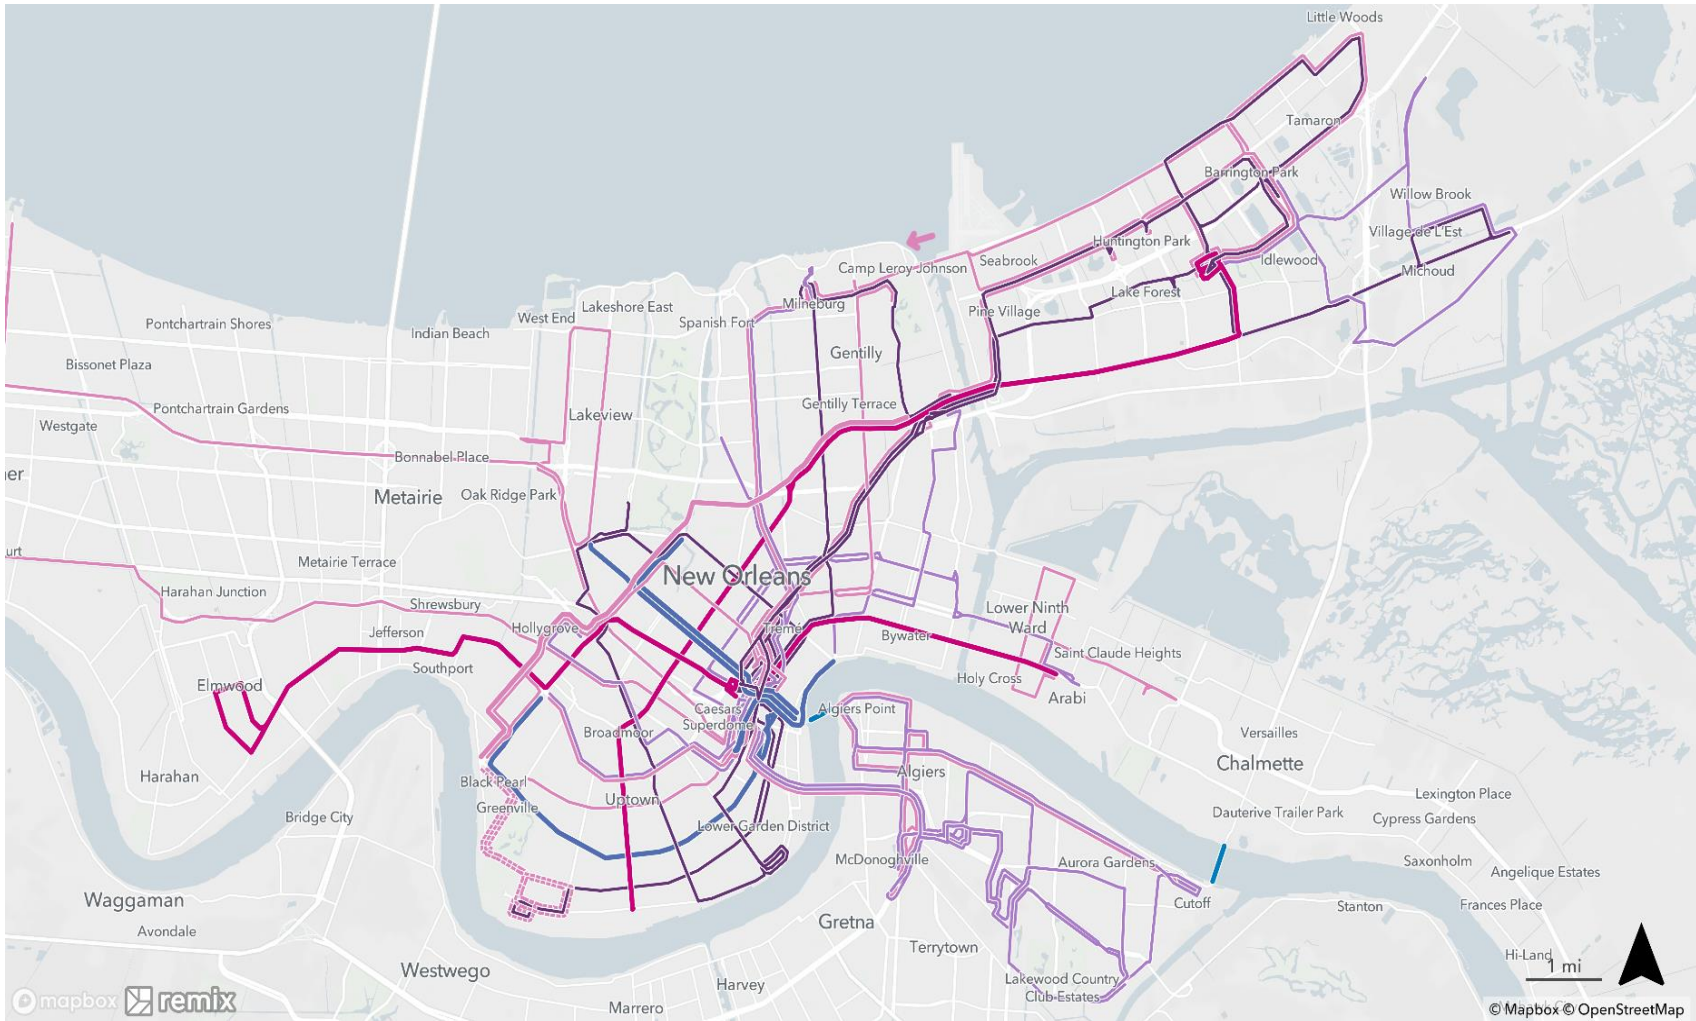 Little Woods
Tamaron
Barrington Park
Willow Brook
Village de L'Est
Huntington Park
Seabrook
Idlewood
Michoud
Camp Leroy Johnson
Lake Forest
Lakeshore East
Milneburg
Pine Village
West End
Spanish Fort
Pontchartrain Shores
Indian Beach
Gentilly
Bissonet Plaza
Pontchartrain Gardens
Gentilly Terrace
Lakeview
Westgate
Bonnabel Place
ner
Metairie
Oak Ridge Park
urt
Metairie Terrace
New Orleans
Harahan Junction
Shrewsbury
Lower Ninth
Ward
Jefferson
Hollygrove
Tremé
Bywater
Saint Claude Heights
Southport
Holy Cross
Elmwood
Arabi
Caesars
Superdome
Algiers Point
Broadmoor
Versailles
Chalmette
Harahan
Black Pearl
Algiers
Greenville
Uptown
Lexington Place
Bridge City
Dauterive Trailer Park
Cypress Gardens
Lower Garden District
McDonoghville
Aurora Gardens
Saxonholm
Angelique Estates
Waggaman
Cutoff
Stanton
Frances Place
Avondale
Gretna
Terrytown
Hi-Land
Westwego
1 mi
Harvey
Lakewood Country
Club Estates
Marrero
mapbox remix
© Mapbox © OpenStreetMap